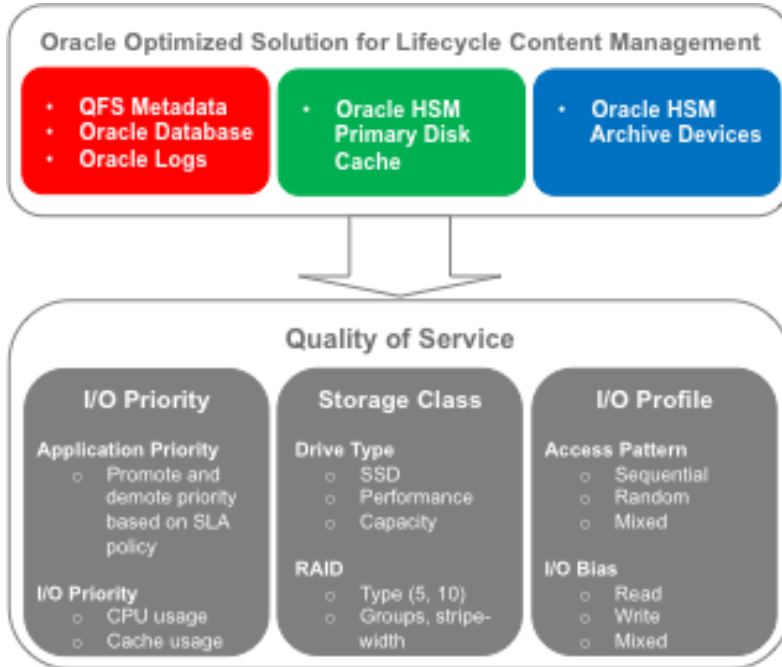 Oracle Optimized Solution for Lifecycle Content Management
• QFS Metadata
• Oracle Database
• Oracle Logs
• Oracle HSM
Primary Disk
Cache
• Oracle HSM
Archive Devices
Quality of Service
I/O Priority
Application Priority
o Promote and
demote priority
based on SLA
policy
I/O Priority
o CPU usage
o Cache usage
Storage Class
Drive Type
o SSD
o Performance
o Capacity
RAID
o Type (5, 10)
o Groups, stripe-
width
I/O Profile
Access Pattern
o Sequential
o Random
o Mixed
I/O Bias
o Read
o Write
o Mixed